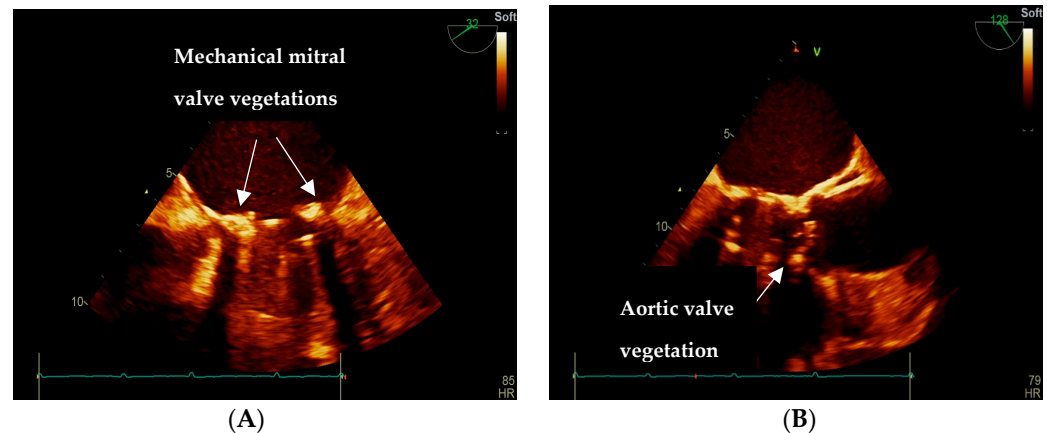 32
Soft
Mechanical mitral
valve vegetations
5
10
85
HR
(A)
128
Soft
V
5
10
Aortic valve
vegetation
79
HR
(B)